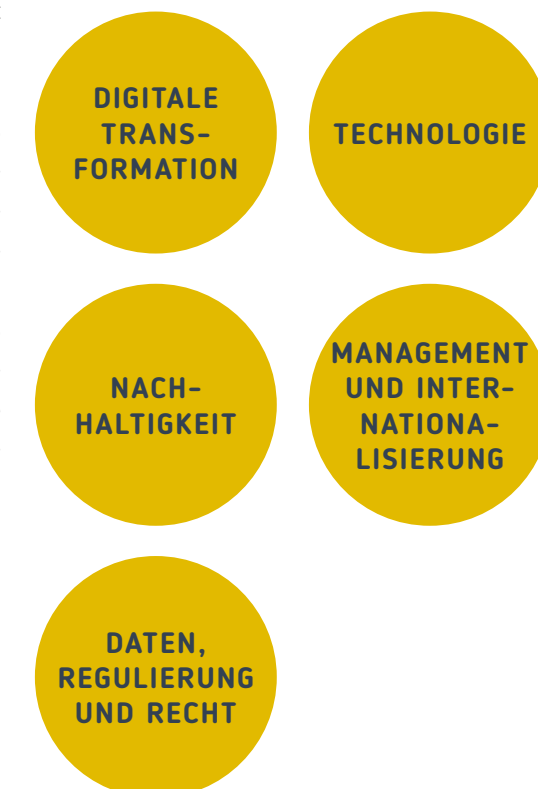 DIGITALE
TRANS-
FORMATION
TECHNOLOGIE
NACH-
HALTIGKEIT
MANAGEMENT
UND INTER-
NATIONA-
LISIERUNG
DATEN,
REGULIERUNG
UND RECHT